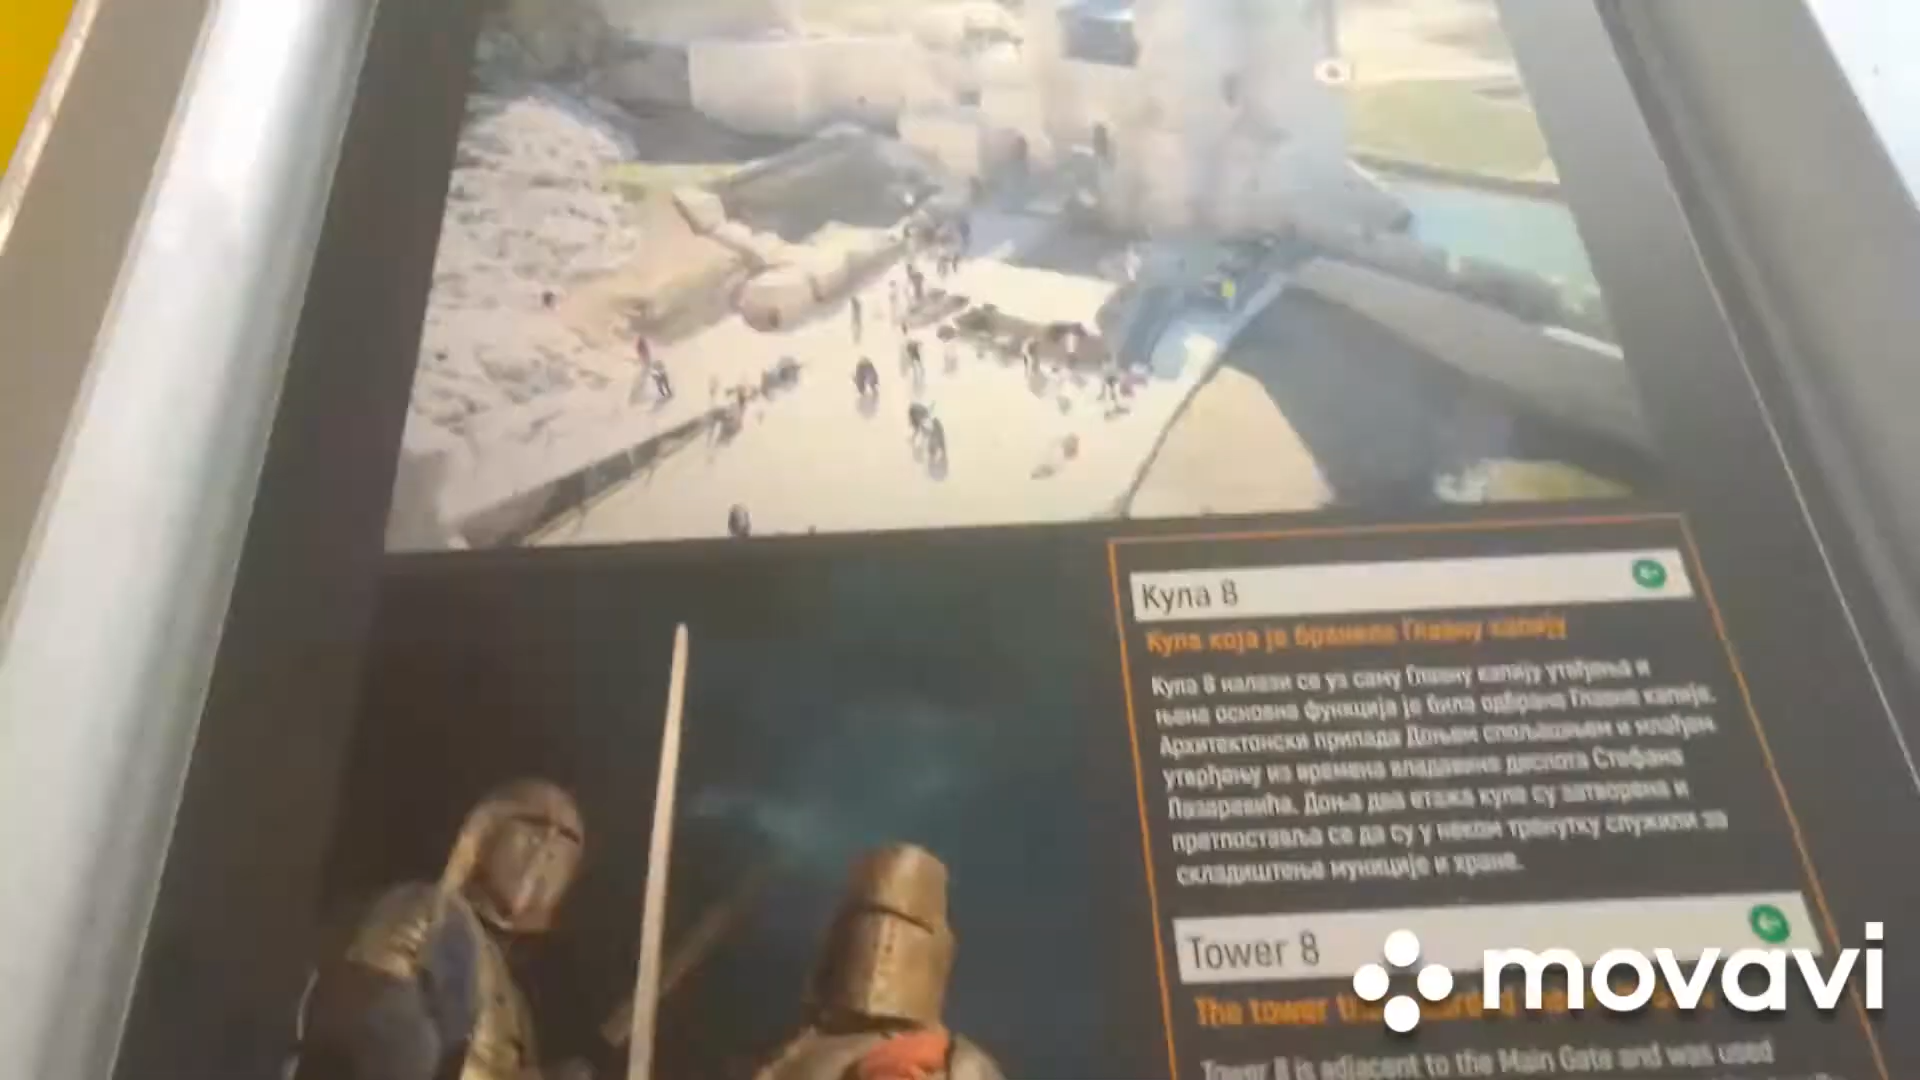 Кула 8
Кула која је бранила Главну капију
Кула 8 налази се уз саму Главну капију утврђења и
њена основна функција је била одбрана Главне капије.
Архитектонски припада Доњем спољашњем и млађем
утврђењу из времена владавине деспота Стефана
Лазаревића. Доња два етажа куле су затворена и
претпоставља се да су у неком тренутку служили за
складиштење муниције и хране.
Tower 8
The tower
Tower 8 is adjacent to the Main Gate and was used
movavi